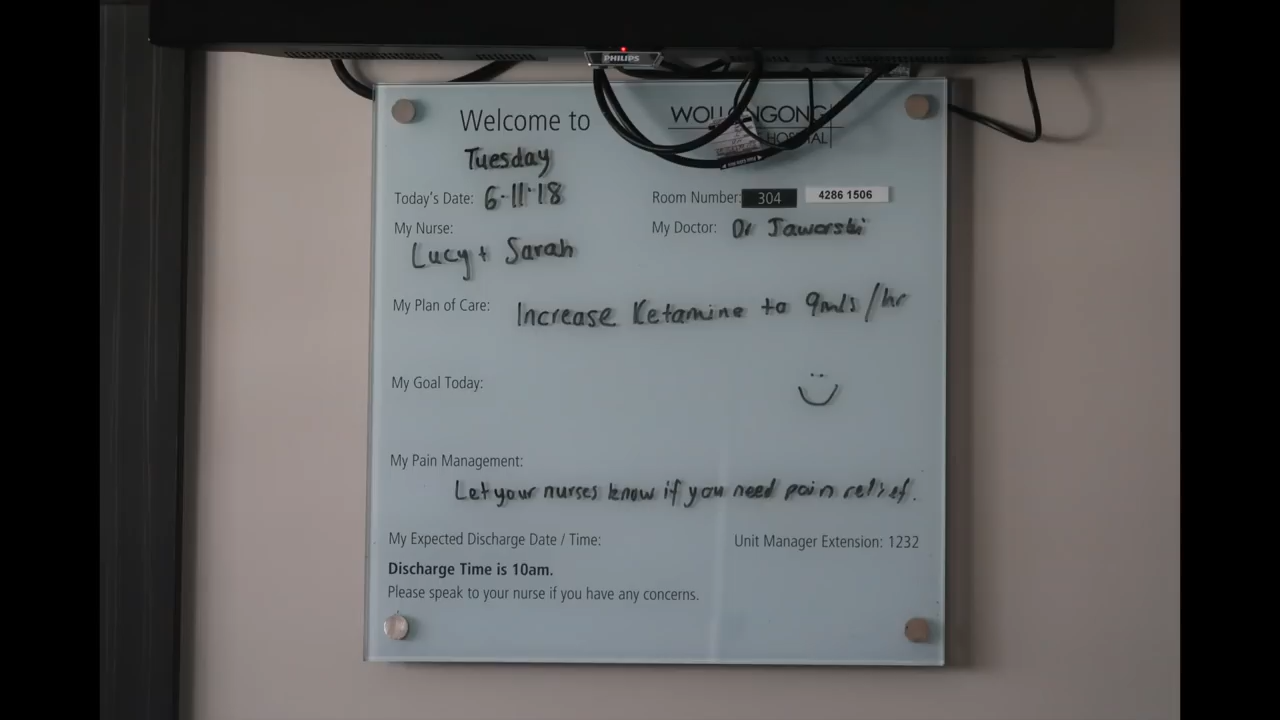 PHILIPS
Welcome to
HOSPITAL
Tuesday
Today's Date: 6-11-18
Room Number: 304 4286 1506
My Nurse:
My Doctor: Dr Jaworski
Lucy + Sarah
My Plan of Care: Increase Ketamine to 9mls/hr
My Goal Today:
My Pain Management:
Let your nurses know if you need pain relief.
My Expected Discharge Date / Time:
Unit Manager Extension: 1232
Discharge Time is 10am.
Please speak to your nurse if you have any concerns.